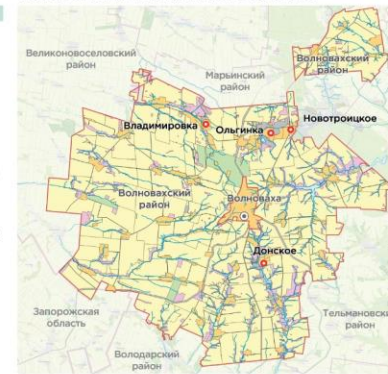 Великоновоселовский
район
Марьинский
район
Волновахский
район
Владимировка
Ольгинка
Новотроицкое
Волновахский
район
Волноваха
Донское
Запорожская
область
Тельмановский
район
Володарский
район